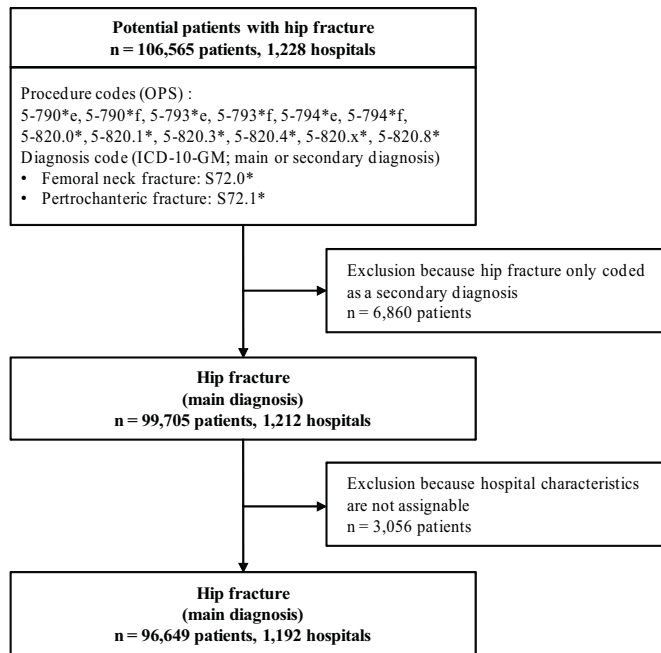 Potential patients with hip fracture
n = 106,565 patients, 1,228 hospitals
Procedure codes (OPS) :
5-790*e, 5-790*f, 5-793*e, 5-793*f, 5-794*e, 5-794*f,
5-820.0*, 5-820.1*, 5-820.3*, 5-820.4*, 5-820.x*, 5-820.8*
Diagnosis code (ICD-10-GM; main or secondary diagnosis)
• Femoral neck fracture: S72.0*
• Pertrochanteric fracture: S72.1*
Exclusion because hip fracture only coded
as a secondary diagnosis
n = 6,860 patients
Hip fracture
(main diagnosis)
n = 99,705 patients, 1,212 hospitals
Exclusion because hospital characteristics
are not assignable
n = 3,056 patients
Hip fracture
(main diagnosis)
n = 96,649 patients, 1,192 hospitals